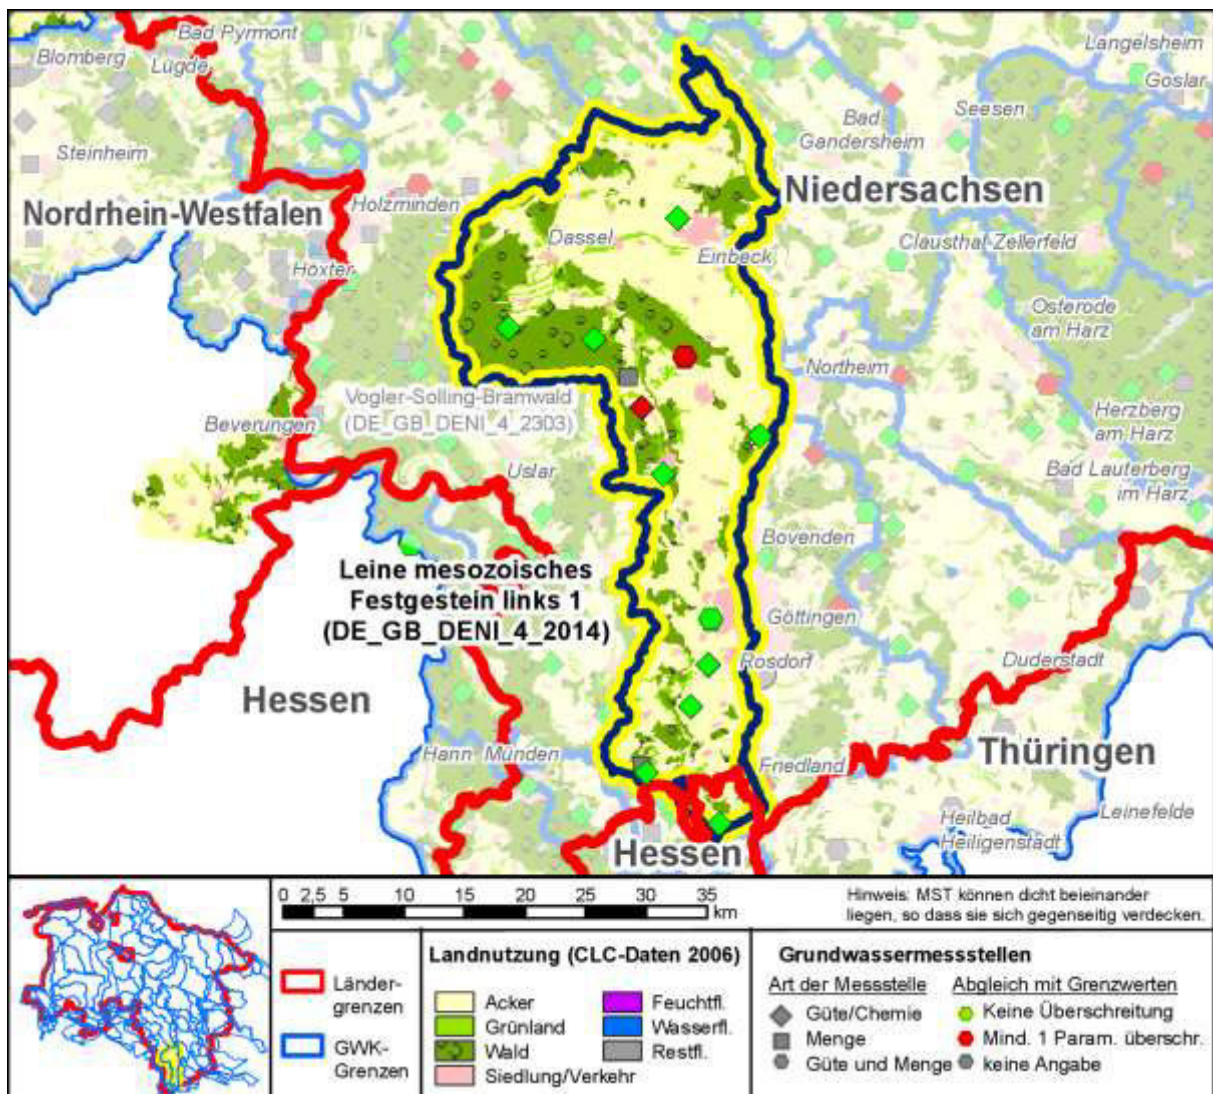 Bad Pyrmont
Blomberg
Lügde
Langelsheim
Goslar
Seesen
Bad
Gandersheim
Steinheim
Nordrhein-Westfalen
Holzminden
Niedersachsen
Dassel
Einbeck
Clausthal-Zellerfeld
Höxter
Osterode
am Harz
Northeim
Vogler-Solling-Bramwald
(DE_GB_DENI_4_2303)
Beverungen
Herzberg
am Harz
Uslar
Bad Lauterberg
im Harz
Bovenden
Leine mesozoisches
Festgestein links 1
(DE_GB_DENI_4_2014)
Göttingen
Rosdorf
Duderstadt
Hessen
Hann. Münden
Friedland
Thüringen
Leinefelde
Heilbad
Heiligenstadt
Hessen
0 2,5 5 10 15 20 25 30 35
km
Hinweis: MST können dicht beieinander
liegen, so dass sie sich gegenseitig verdecken.
Länder-
grenzen
GWK-
Grenzen
Landnutzung (CLC-Daten 2006)
Acker
Grünland
Wald
Siedlung/Verkehr
Feuchtfl.
Wasserfl.
Restfl.
Grundwassermessstellen
Art der Messstelle
Güte/Chemie
Menge
Güte und Menge
Abgleich mit Grenzwerten
Keine Überschreitung
Mind. 1 Param. überschr.
keine Angabe